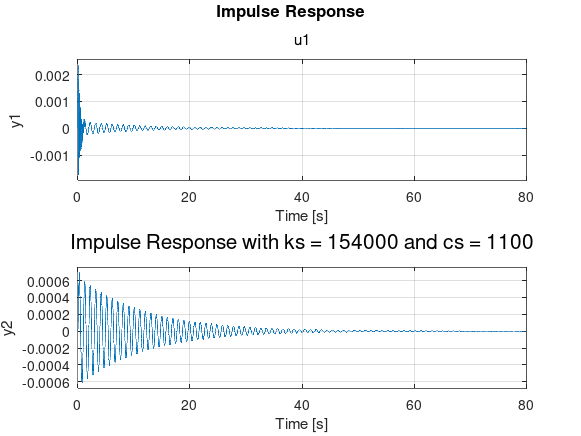 Impulse Response
u1
0.002
0.001
0
-0.001
y1
0 20 40 60 80
Time [s]
Impulse Response with ks = 154000 and cs = 1100
0.0006
0.0004
0.0002
0
-0.0002
-0.0004
-0.0006
y2
0 20 40 60 80
Time [s]